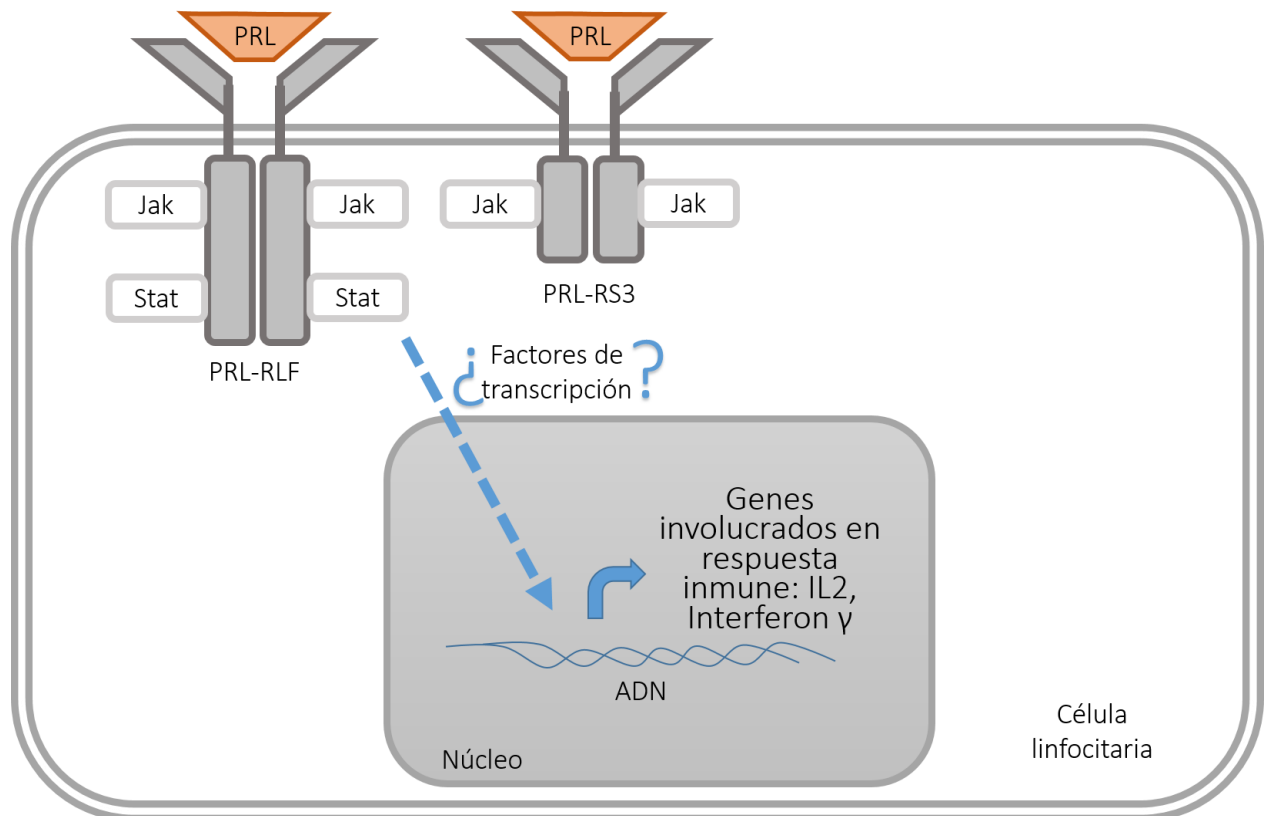 PRL
PRL
Jak
Jak
Jak
Jak
Stat
Stat
PRL-RS3
PRL-RLF
¿ Factores de ?
transcripción
Genes
involucrados en
respuesta
inmune: IL2,
Interferon γ
ADN
Núcleo
Célula
linfocitaria